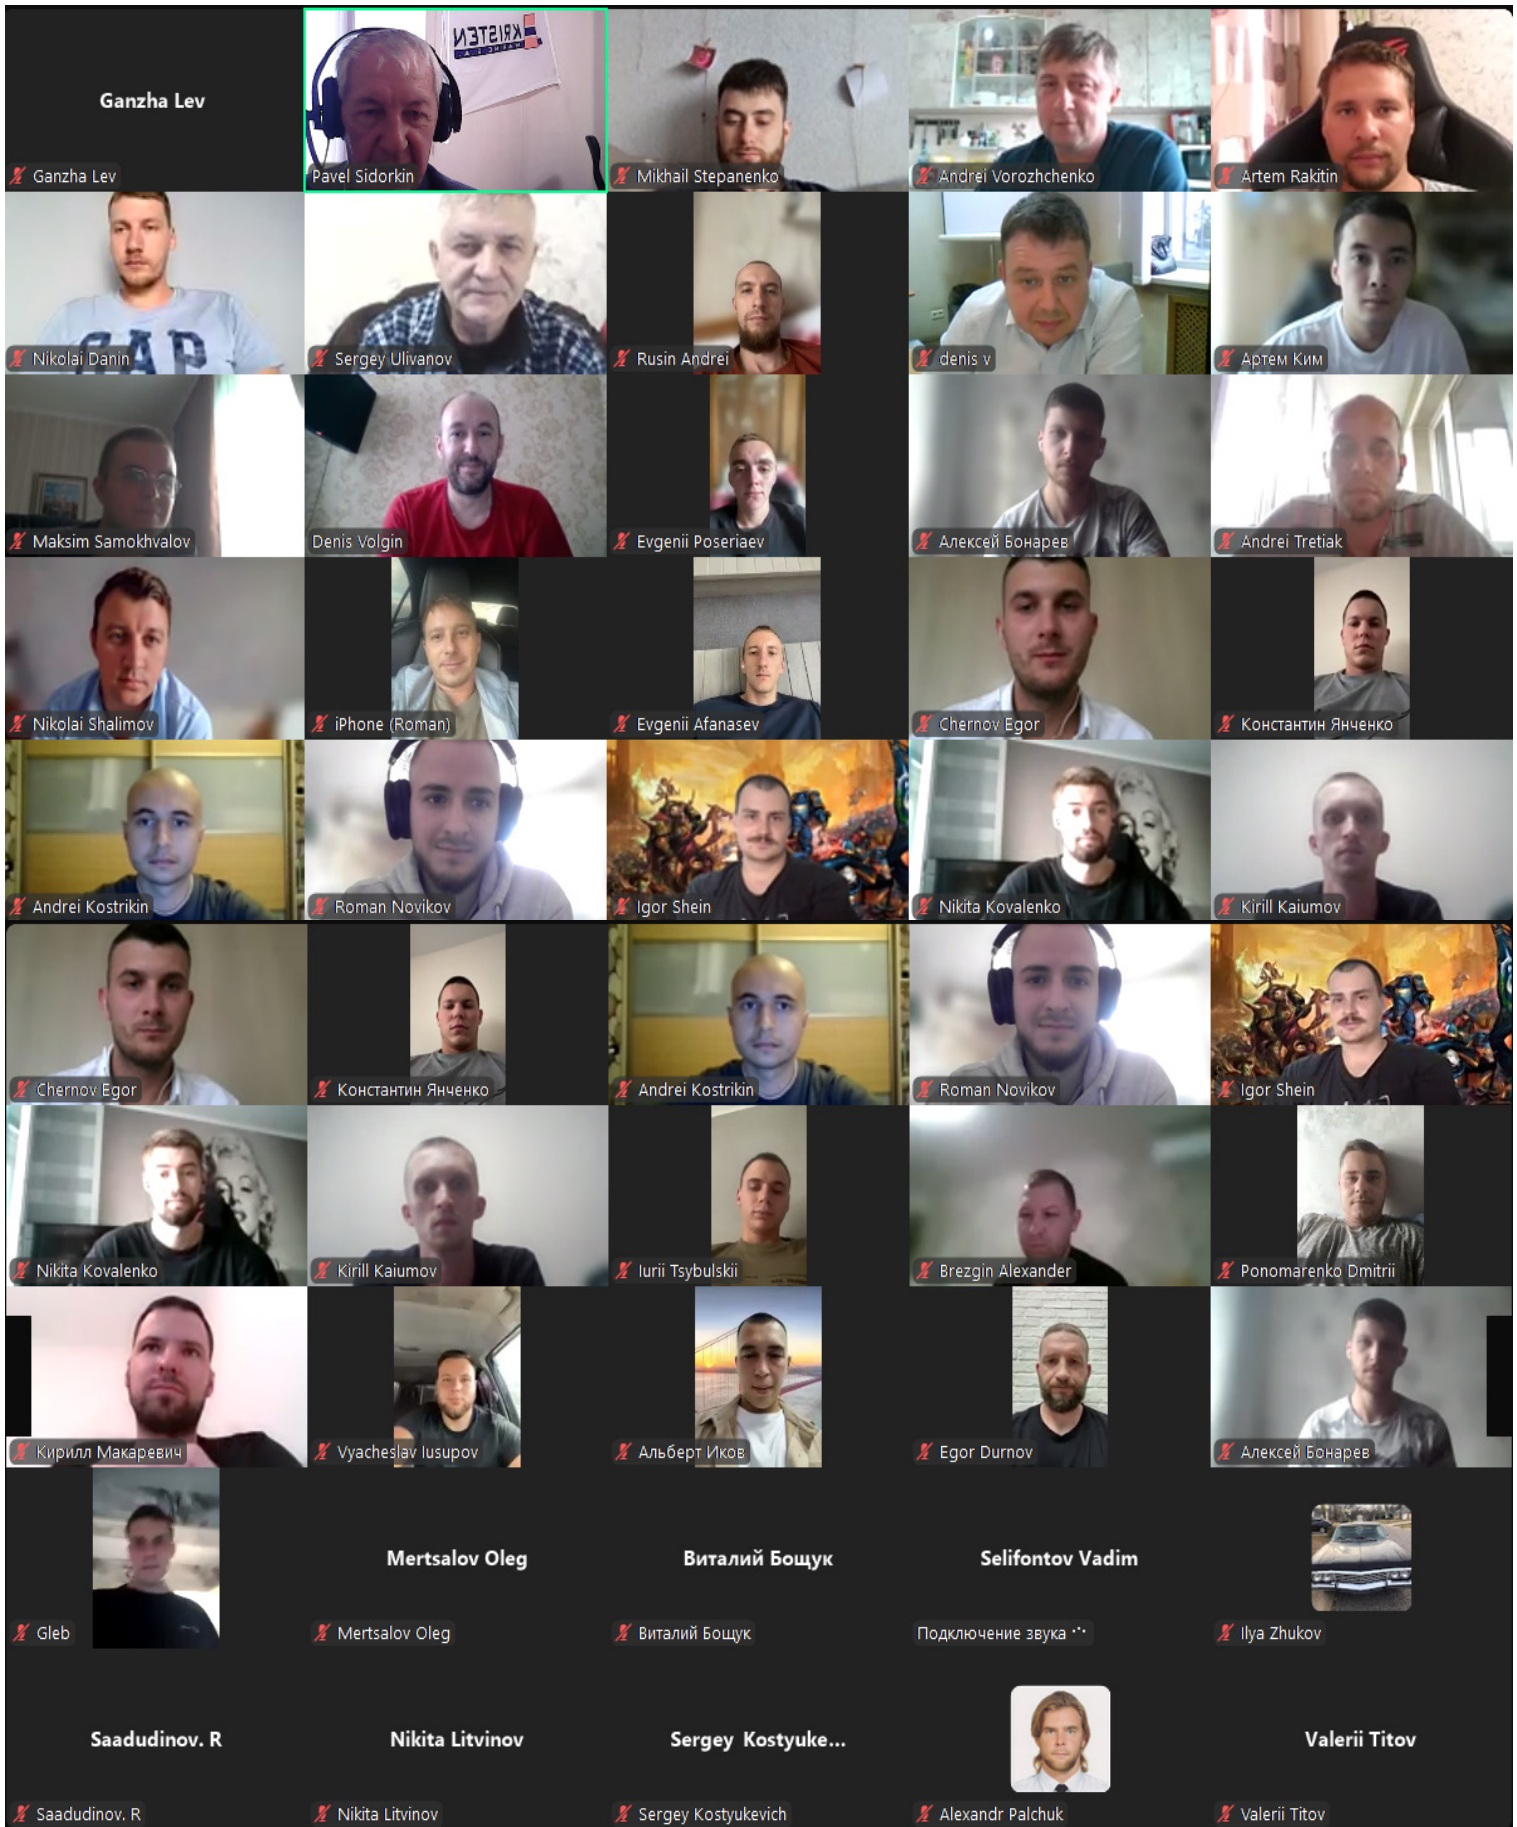 Ganzha Lev
Ganzha Lev
KRISTEN
Pavel Sidorkin
Mikhail Stepanenko
Andrei Vorozhchenko
Artem Rakitin
GAP
Nikolai Danin
Sergey Ulivanov
Rusin Andrei
denis v
Артем Ким
Maksim Samokhvalov
Denis Volgin
Evgenii Poseriaev
Алексей Бонарев
Andrei Tretiak
Nikolai Shalimov
iPhone (Roman)
Evgenii Afanasev
Chernov Egor
Константин Янченко
Andrei Kostrikin
Roman Novikov
Igor Shein
Nikita Kovalenko
Kirill Kaiumov
Chernov Egor
Константин Янченко
Andrei Kostrikin
Roman Novikov
Igor Shein
Nikita Kovalenko
Kirill Kaiumov
Iurii Tsybulskii
Brezgin Alexander
Ponomarenko Dmitrii
Кирилл Макаревич
Vyacheslav Iusupov
Альберт Иков
Egor Durnov
Алексей Бонарев
Gleb
Mertsalov Oleg
Mertsalov Oleg
Виталий Бощук
Виталий Бощук
Selifontov Vadim
Подключение звука ···
Ilya Zhukov
Saadudinov. R
Saadudinov. R
Nikita Litvinov
Nikita Litvinov
Sergey Kostyuke...
Sergey Kostyukevich
Alexandr Palchuk
Valerii Titov
Valerii Titov